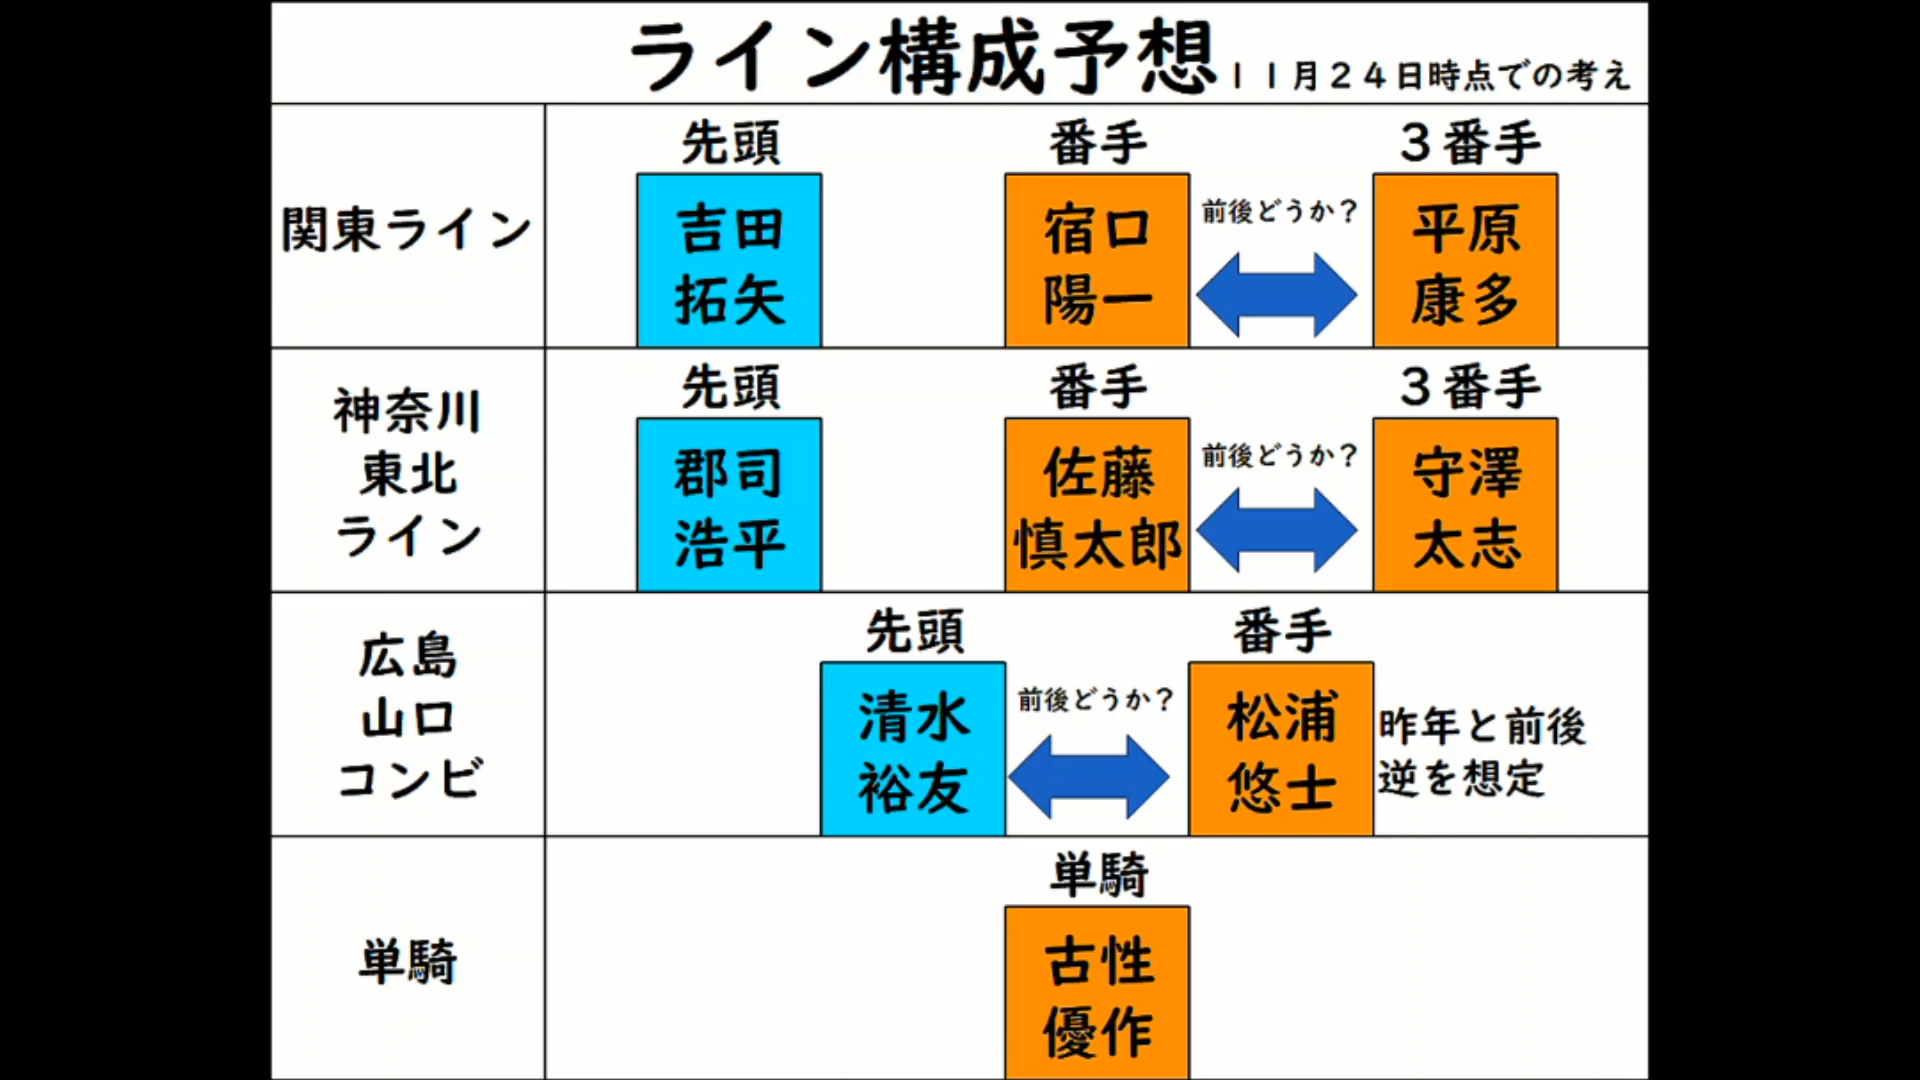 ライン構成予想 11月24日時点での考え
関東ライン
先頭
吉田
拓矢
番手
宿口
陽一
前後どうか？
3番手
平原
康多
神奈川
東北
ライン
先頭
郡司
浩平
番手
佐藤
慎太郎
前後どうか？
3番手
守澤
太志
広島
山口
コンビ
先頭
清水
裕友
前後どうか？
番手
松浦
悠士
昨年と前後
逆を想定
単騎
単騎
古性
優作